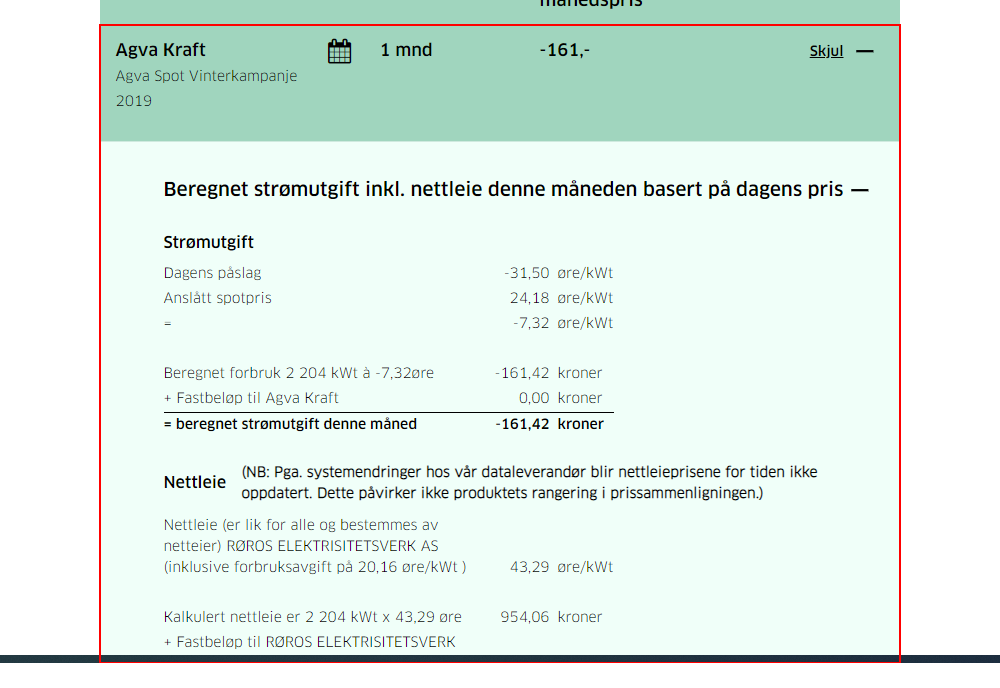 månedspris
Agva Kraft 1 mnd -161,- Skjul
Agva Spot Vinterkampanje
2019
Beregnet strømutgift inkl. nettleie denne måneden basert på dagens pris
Strømutgift
Dagens påslag -31,50 øre/kWt
Anslått spotpris 24,18 øre/kWt
= -7,32 øre/kWt
Beregnet forbruk 2 204 kWt à -7,32øre -161,42 kroner
+ Fastbeløp til Agva Kraft 0,00 kroner
= beregnet strømutgift denne måned -161,42 kroner
Nettleie (NB: Pga. systemendringer hos vår dataleverandør blir nettleieprisene for tiden ikke
oppdatert. Dette påvirker ikke produktets rangering i prissammenligningen.)
Nettleie (er lik for alle og bestemmes av
netteier) RØROS ELEKTRISITETSVERK AS
(inklusive forbruksavgift på 20,16 øre/kWt ) 43,29 øre/kWt
Kalkulert nettleie er 2 204 kWt x 43,29 øre 954,06 kroner
+ Fastbeløp til RØROS ELEKTRISITETSVERK